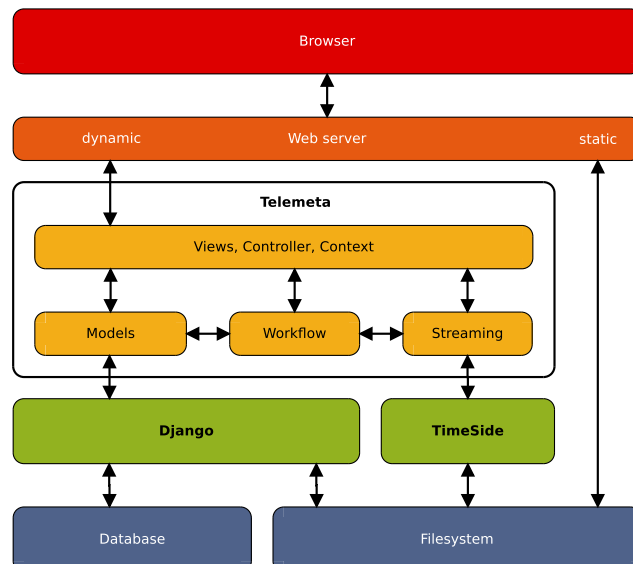 Browser
dynamic Web server static
Telemeta
Views, Controller, Context
Models Workflow Streaming
Django TimeSide
Database Filesystem